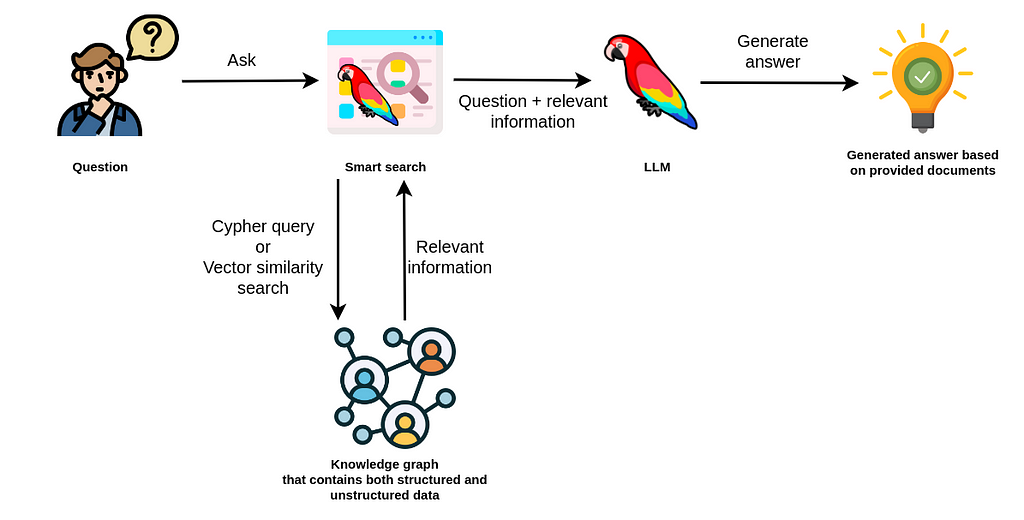 ?
Ask
Question + relevant
information
Generate
answer
Question
Smart search
LLM
Generated answer based
on provided documents
Cypher query
or
Vector similarity
search
Relevant
information
Knowledge graph
that contains both structured and
unstructured data